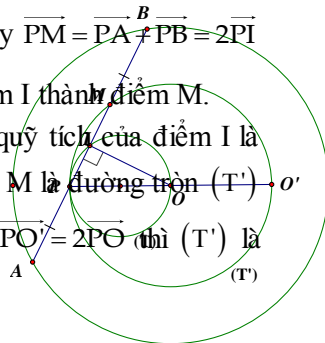 B
y PM = PA + PB = 2PI
m I thành điểm M.
quỹ tích của điểm I là
M là đường tròn (T')
O O'
PO' = 2PO thì (T') là
A
(T')